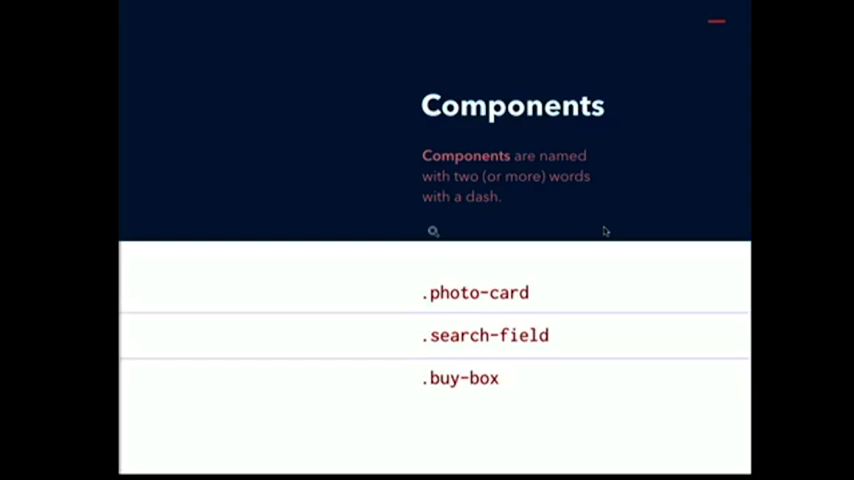 Components
Components are named
with two (or more) words
with a dash.
.photo-card
.search-field
.buy-box